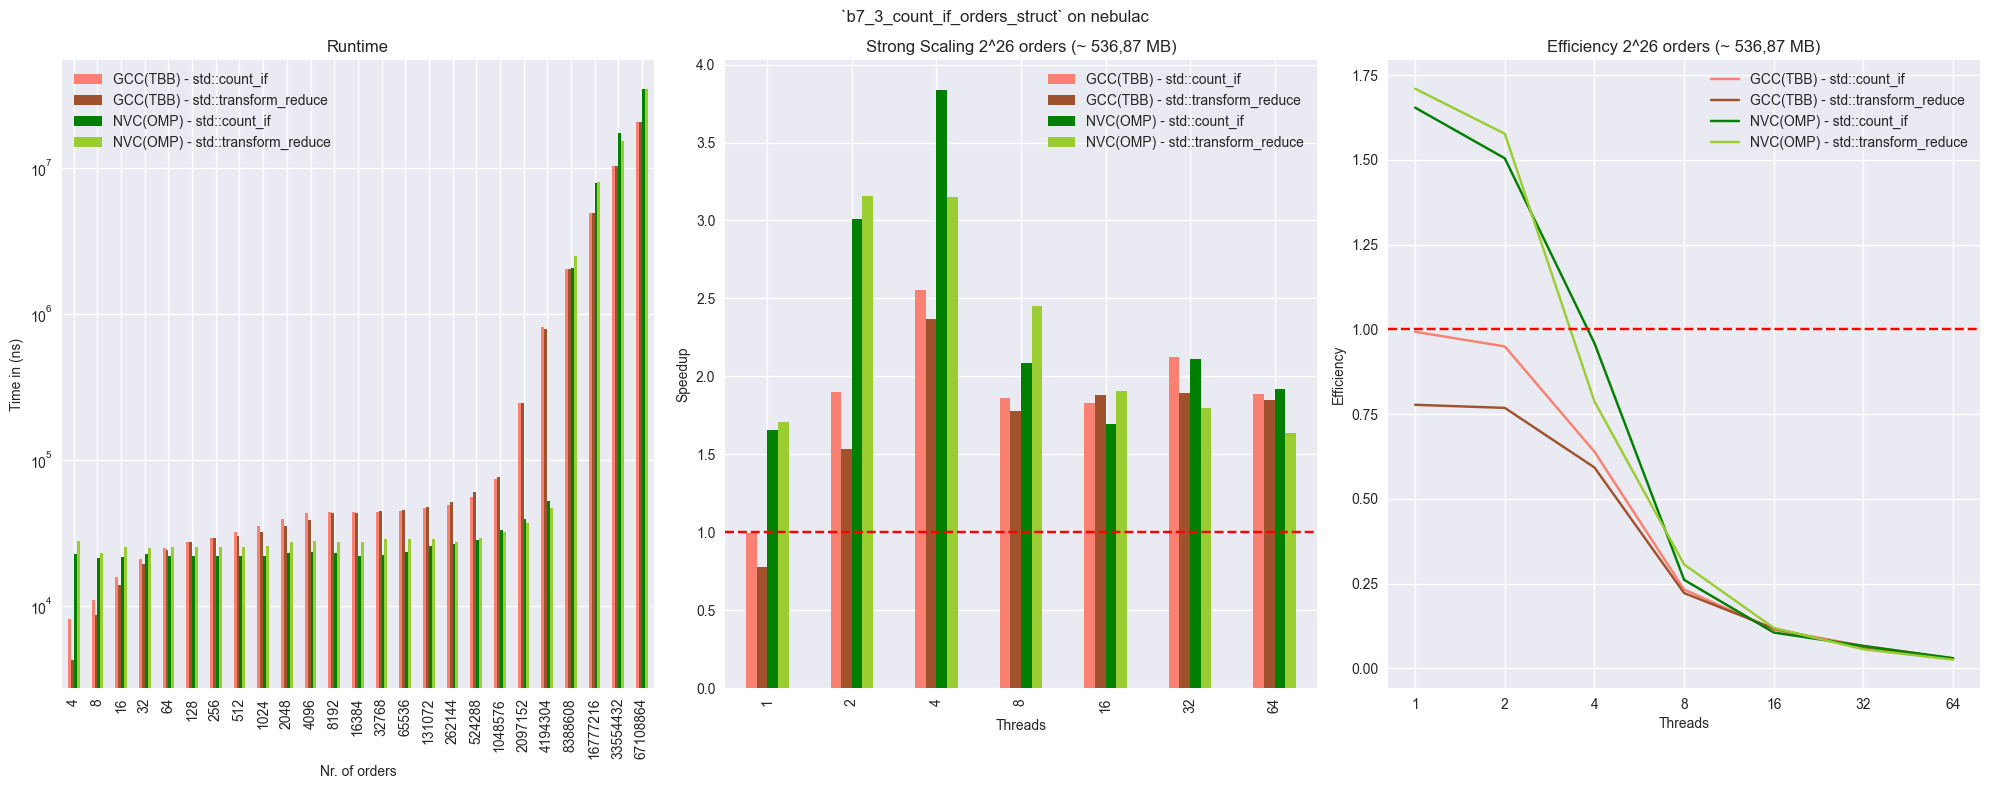 `b7_3_count_if_orders_struct` on nebulac
Runtime
GCC(TBB) - std::count_if
GCC(TBB) - std::transform_reduce
NVC(OMP) - std::count_if
NVC(OMP) - std::transform_reduce
10^7
10^6
10^5
10^4
Time in (ns)
4
8
16
32
64
128
256
512
1024
2048
4096
8192
16384
32768
65536
131072
262144
524288
1048576
2097152
4194304
8388608
16777216
33554432
67108864
Nr. of orders
Strong Scaling 2^26 orders (~ 536,87 MB)
GCC(TBB) - std::count_if
GCC(TBB) - std::transform_reduce
NVC(OMP) - std::count_if
NVC(OMP) - std::transform_reduce
4.0
3.5
3.0
2.5
2.0
1.5
1.0
0.5
0.0
Speedup
1
2
4
8
16
32
64
Threads
Efficiency 2^26 orders (~ 536,87 MB)
GCC(TBB) - std::count_if
GCC(TBB) - std::transform_reduce
NVC(OMP) - std::count_if
NVC(OMP) - std::transform_reduce
1.75
1.50
1.25
1.00
0.75
0.50
0.25
0.00
Efficiency
1
2
4
8
16
32
64
Threads